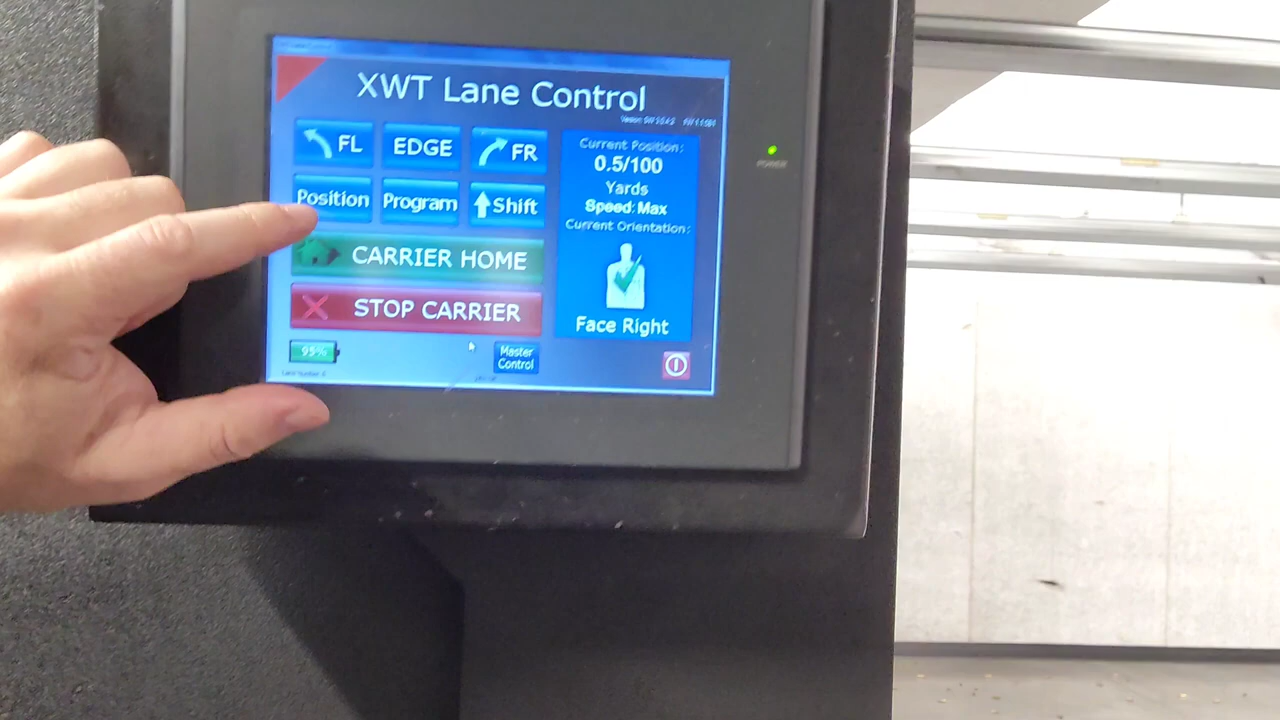 XWT Lane Control
FL
EDGE
FR
Position
Program
Shift
CARRIER HOME
STOP CARRIER
Current Position:
0.5/100
Yards
Speed: Max
Current Orientation:
Face Right
95%
Master
Control
POWER